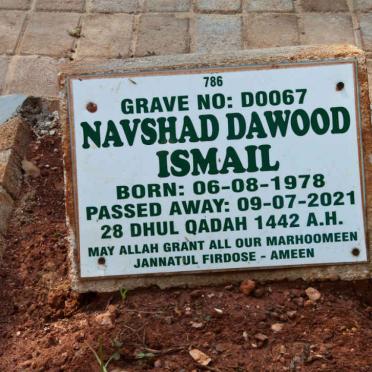 786
GRAVE NO: D0067
NAVSHAD DAWOOD
ISMAIL
BORN: 06-08-1978
PASSED AWAY: 09-07-2021
28 DHUL QADAH 1442 A.H.
MAY ALLAH GRANT ALL OUR MARHOOMEEN
JANNATUL FIRDOSE - AMEEN